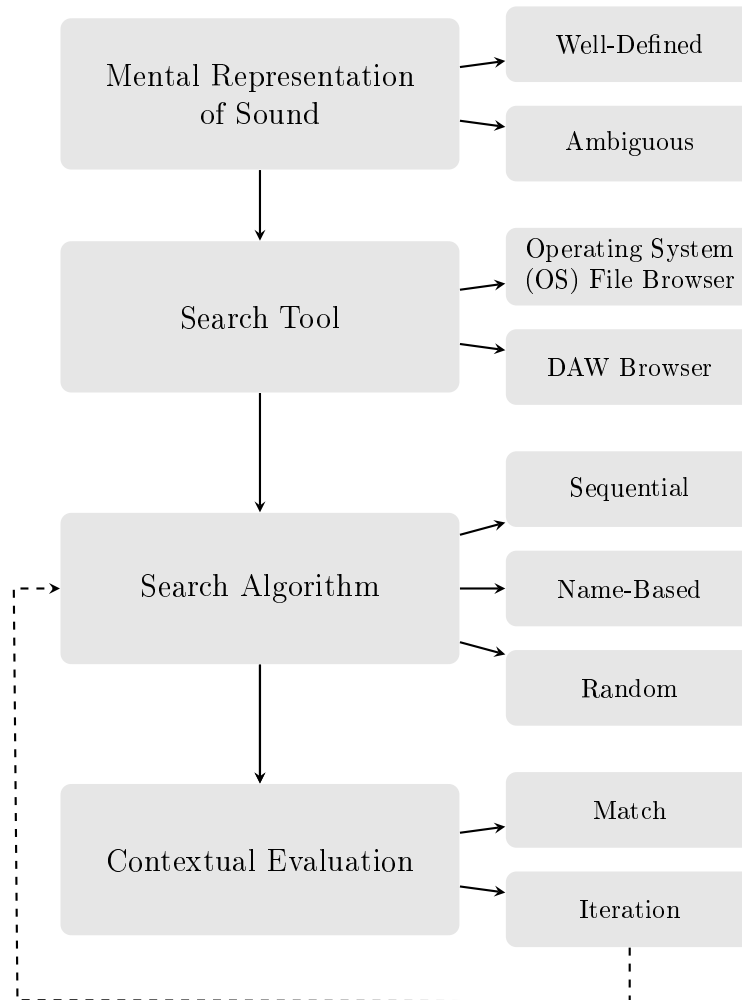 Mental Representation
of Sound
Well-Defined
Ambiguous
Search Tool
Operating System
(OS) File Browser
DAW Browser
Search Algorithm
Sequential
Name-Based
Random
Contextual Evaluation
Match
Iteration